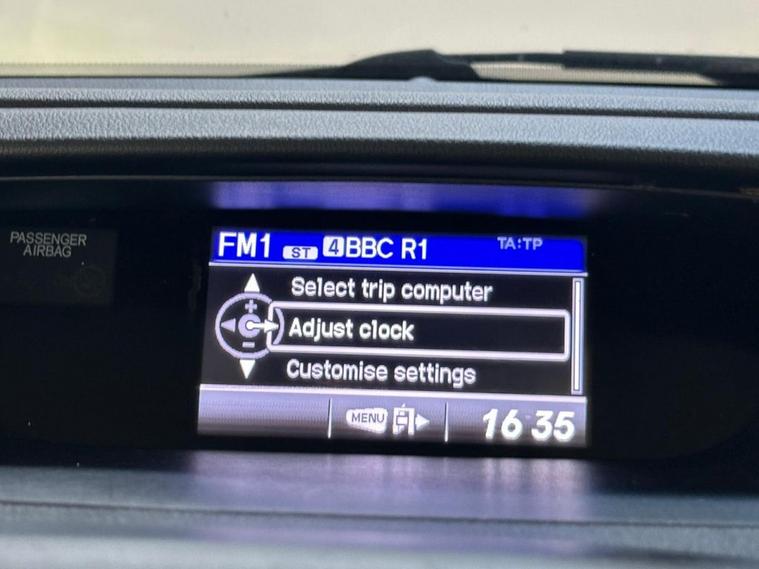 PASSENGER
AIRBAG
FM1 ST 4 BBC R1 TA:TP
Select trip computer
Adjust clock
Customise settings
MENU 16 35